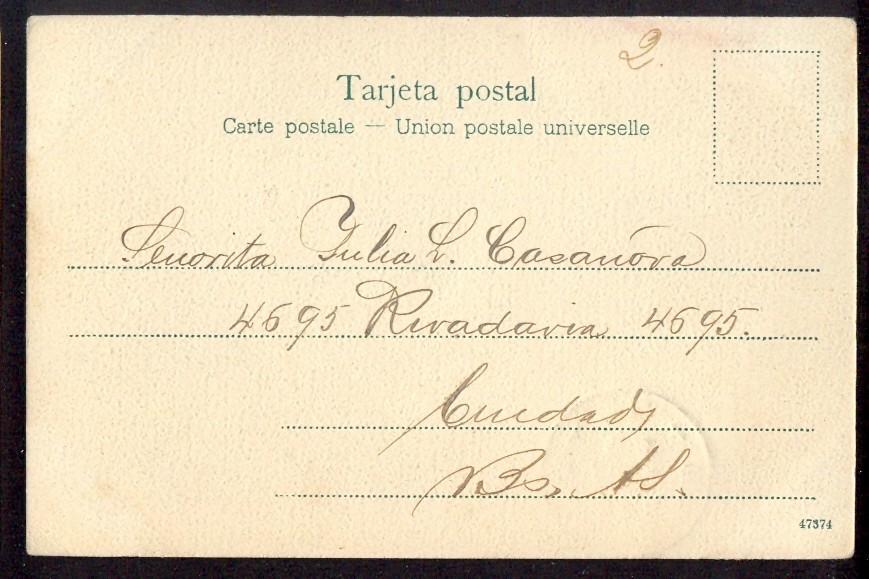 2.
Tarjeta postal
Carte postale — Union postale universelle
Señorita Julia L. Casanova
4695 Rivadavia 4695.
Ciudad,
Bs. AS.
47374